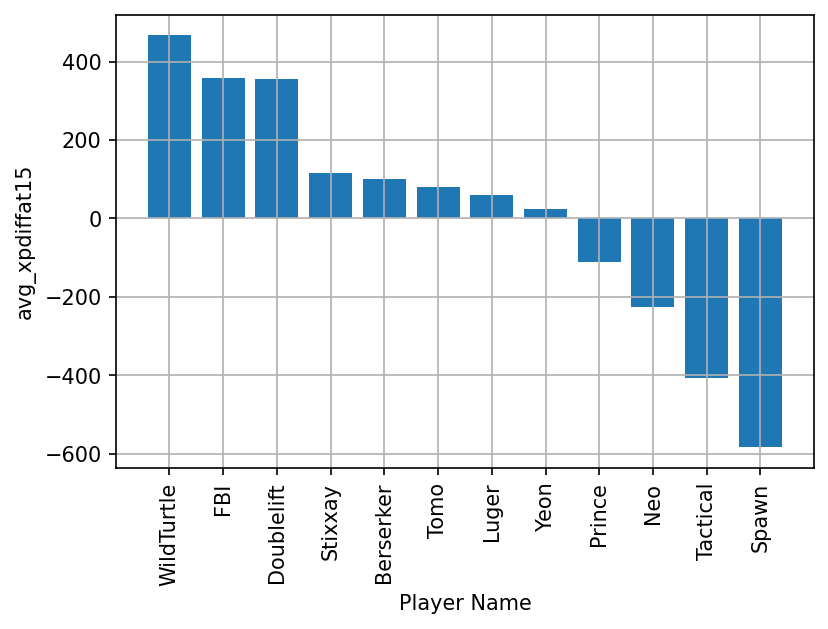 400
200
0
−200
−400
−600
avg_xpdiffat15
WildTurtle
FBI
Doublelift
Stixxay
Berserker
Tomo
Luger
Yeon
Prince
Neo
Tactical
Spawn
Player Name